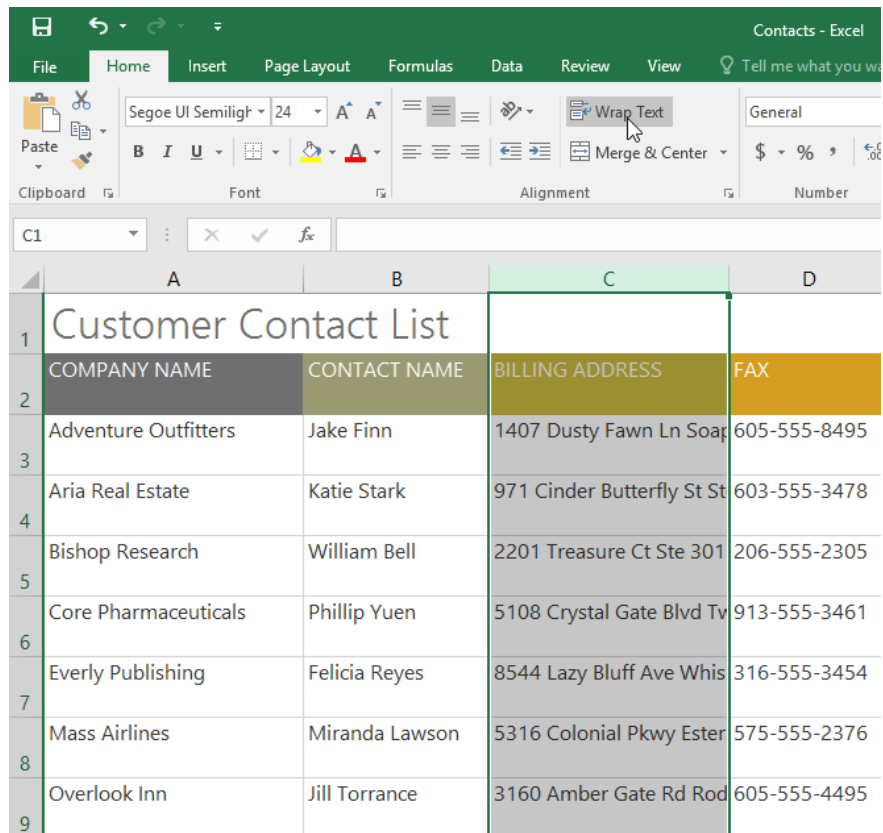 Contacts - Excel
File Home Insert Page Layout Formulas Data Review View Tell me what you wa
Paste Segoe UI Semiligh 24 A A Wrap Text General
B I U A Merge & Center $ % , .00
Clipboard Font Alignment Number
C1 fx
A B C D
1 Customer Contact List
2 COMPANY NAME CONTACT NAME BILLING ADDRESS FAX
3 Adventure Outfitters Jake Finn 1407 Dusty Fawn Ln Soap 605-555-8495
4 Aria Real Estate Katie Stark 971 Cinder Butterfly St St 603-555-3478
5 Bishop Research William Bell 2201 Treasure Ct Ste 301 206-555-2305
6 Core Pharmaceuticals Phillip Yuen 5108 Crystal Gate Blvd Tw 913-555-3461
7 Everly Publishing Felicia Reyes 8544 Lazy Bluff Ave Whis 316-555-3454
8 Mass Airlines Miranda Lawson 5316 Colonial Pkwy Ester 575-555-2376
9 Overlook Inn Jill Torrance 3160 Amber Gate Rd Rod 605-555-4495